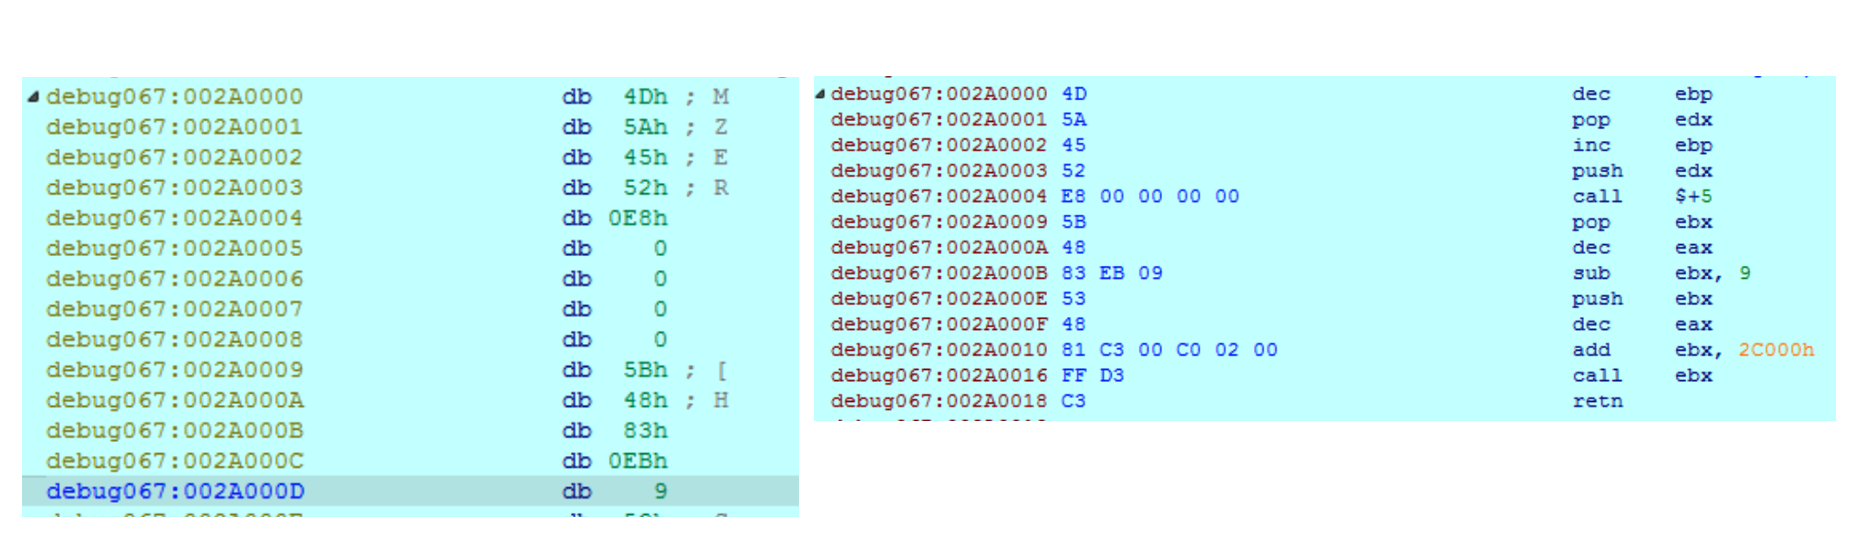 debug067:002A0000 db 4Dh ; M
debug067:002A0001 db 5Ah ; Z
debug067:002A0002 db 45h ; E
debug067:002A0003 db 52h ; R
debug067:002A0004 db 0E8h
debug067:002A0005 db 0
debug067:002A0006 db 0
debug067:002A0007 db 0
debug067:002A0008 db 0
debug067:002A0009 db 5Bh ; [
debug067:002A000A db 48h ; H
debug067:002A000B db 83h
debug067:002A000C db 0EBh
debug067:002A000D db 9
debug067:002A0000 4D dec ebp
debug067:002A0001 5A pop edx
debug067:002A0002 45 inc ebp
debug067:002A0003 52 push edx
debug067:002A0004 E8 00 00 00 00 call $+5
debug067:002A0009 5B pop ebx
debug067:002A000A 48 dec eax
debug067:002A000B 83 EB 09 sub ebx, 9
debug067:002A000E 53 push ebx
debug067:002A000F 48 dec eax
debug067:002A0010 81 C3 00 C0 02 00 add ebx, 2C000h
debug067:002A0016 FF D3 call ebx
debug067:002A0018 C3 retn